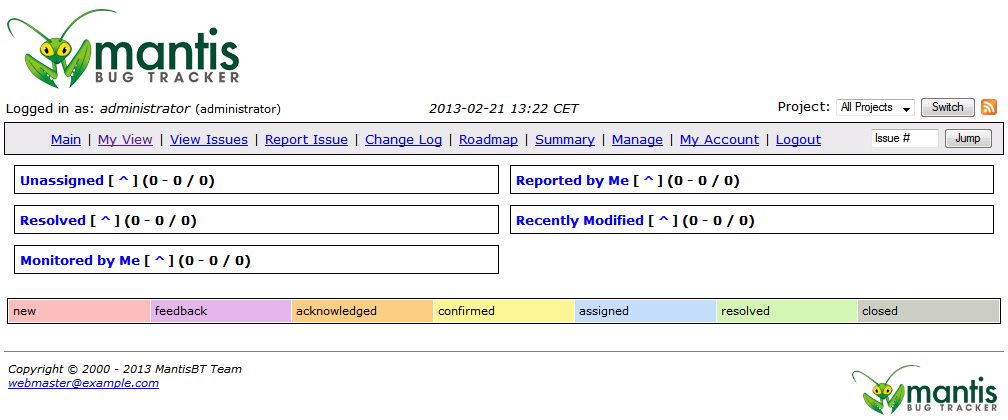 mantis
BUG TRACKER
Logged in as: administrator (administrator) 2013-02-21 13:22 CET Project: All Projects Switch
Main | My View | View Issues | Report Issue | Change Log | Roadmap | Summary | Manage | My Account | Logout Issue # Jump
Unassigned [ ^ ] (0 - 0 / 0) Reported by Me [ ^ ] (0 - 0 / 0)
Resolved [ ^ ] (0 - 0 / 0) Recently Modified [ ^ ] (0 - 0 / 0)
Monitored by Me [ ^ ] (0 - 0 / 0)
new feedback acknowledged confirmed assigned resolved closed
Copyright © 2000 - 2013 MantisBT Team
webmaster@example.com
mantis
BUG TRACKER